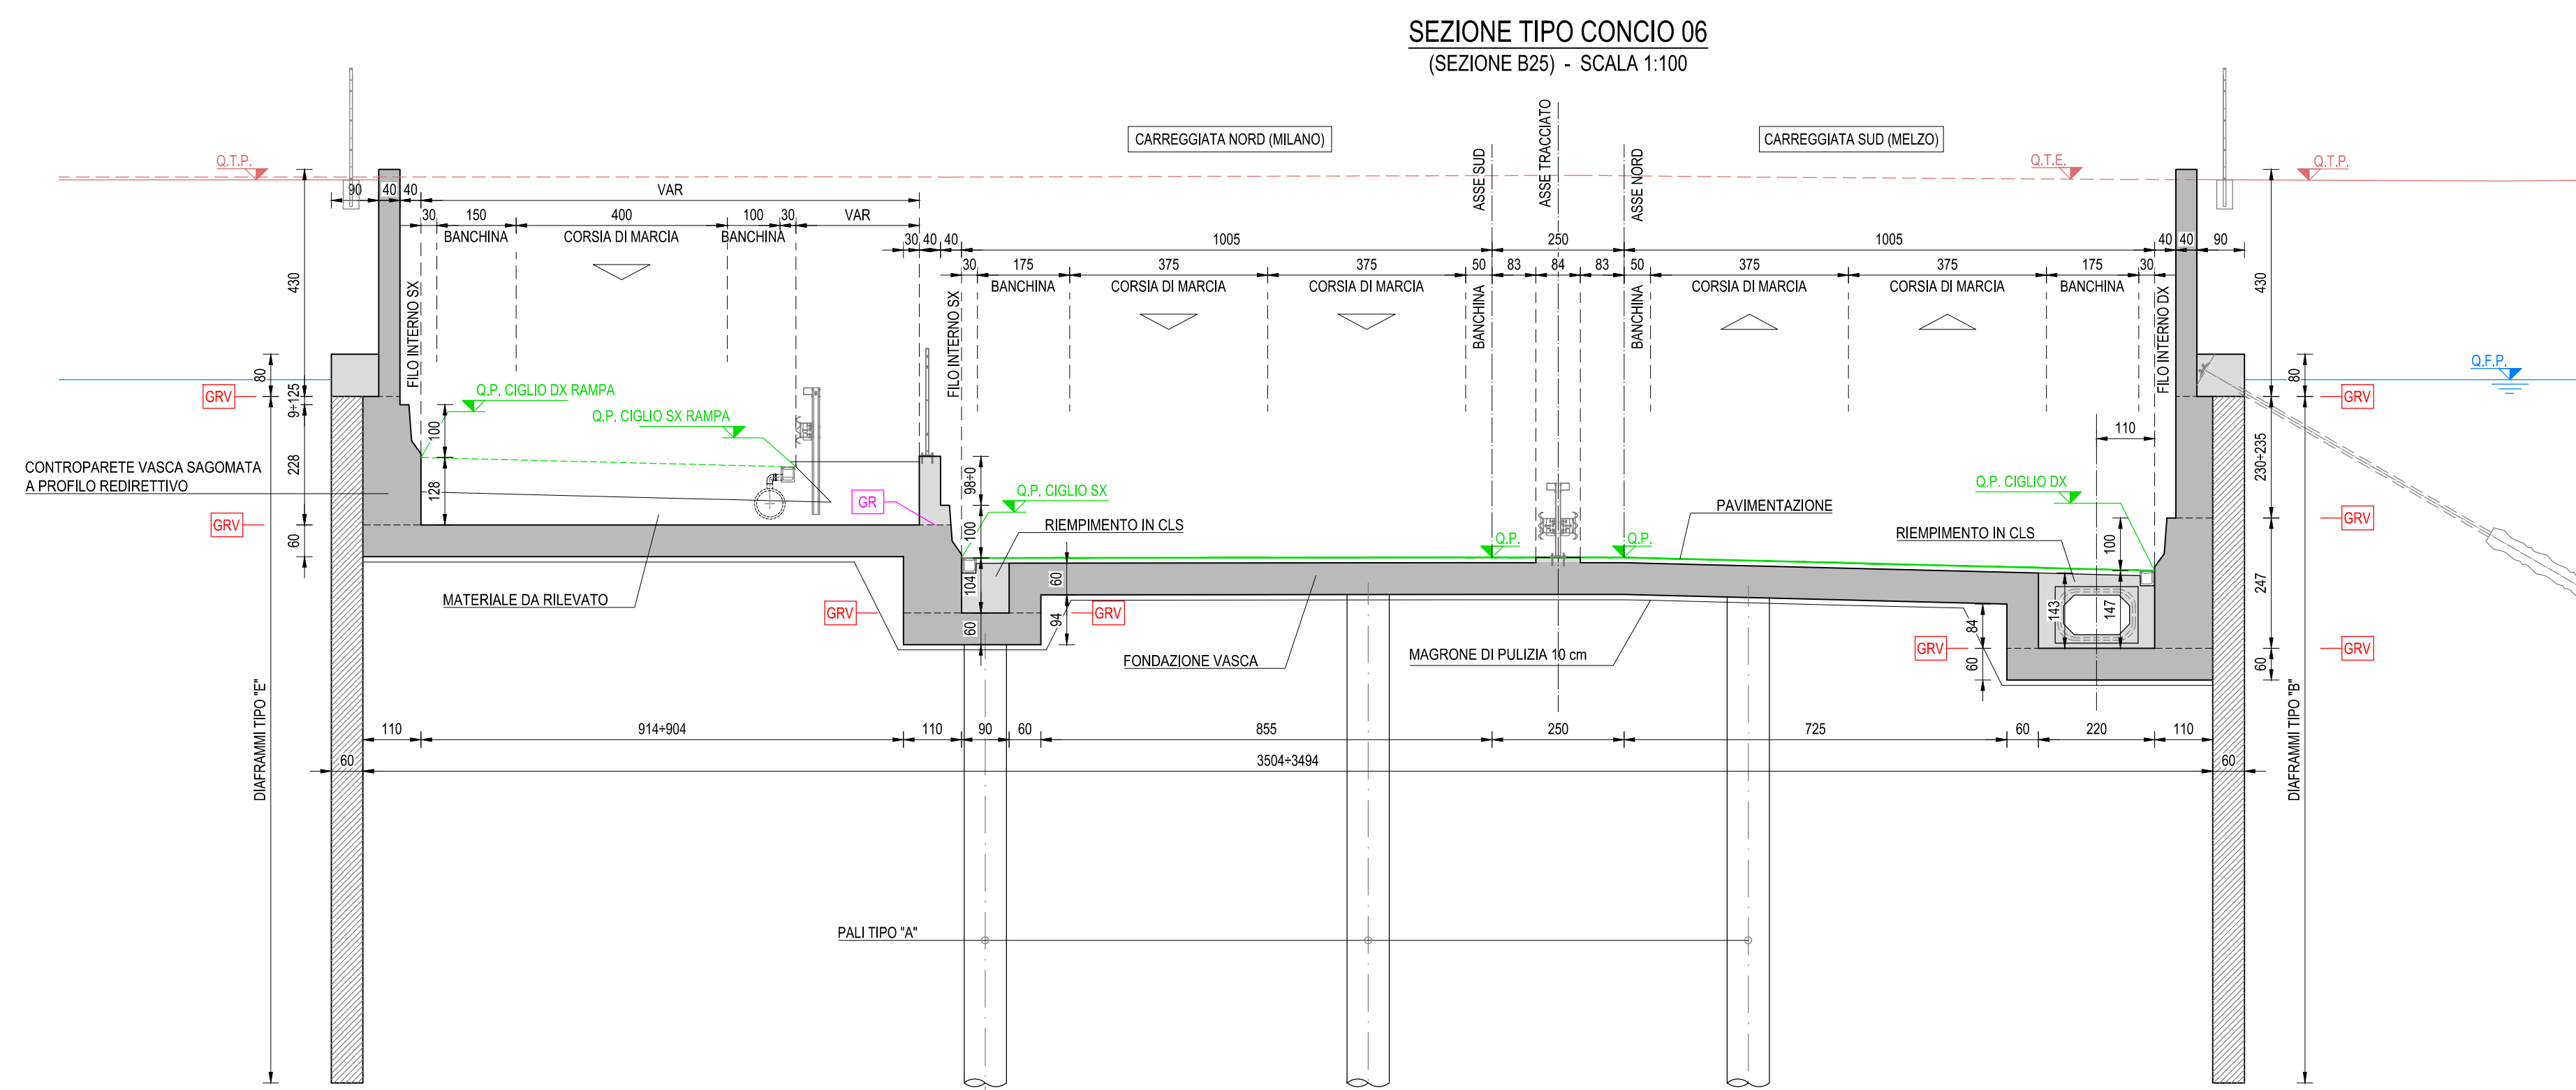 SEZIONE TIPO CONCIO 06
(SEZIONE B25) - SCALA 1:100
CARREGGIATA NORD (MILANO)
CARREGGIATA SUD (MELZO)
ASSE SUD
ASSE TRACCIATO
ASSE NORD
Q.T.P.
Q.T.E.
Q.T.P.
90 40 40 VAR
30 150 400 100 30 VAR
BANCHINA CORSIA DI MARCIA BANCHINA
30 40 40 1005 250 1005 40 40 90
30 175 375 375 50 83 84 83 50 375 375 175 30
BANCHINA CORSIA DI MARCIA CORSIA DI MARCIA BANCHINA BANCHINA CORSIA DI MARCIA CORSIA DI MARCIA BANCHINA
FILO INTERNO SX
FILO INTERNO SX
FILO INTERNO DX
430
80
9÷125
228
60
GRV
GRV
Q.P. CIGLIO DX RAMPA
Q.P. CIGLIO SX RAMPA
100
128
CONTROPARETE VASCA SAGOMATA
A PROFILO REDIRETTIVO
MATERIALE DA RILEVATO
GR
98÷0
100
104
60
Q.P. CIGLIO SX
RIEMPIMENTO IN CLS
60
94
GRV
GRV
Q.P.
Q.P.
PAVIMENTAZIONE
FONDAZIONE VASCA
MAGRONE DI PULIZIA 10 cm
Q.P. CIGLIO DX
RIEMPIMENTO IN CLS
110
100
143
147
84
60
GRV
430
80
230÷235
247
60
GRV
GRV
GRV
Q.F.P.
DIAFRAMMI TIPO "E"
DIAFRAMMI TIPO "B"
110 914÷904 110 90 60 855 250 725 60 220 110
60 3504÷3494 60
PALI TIPO "A"